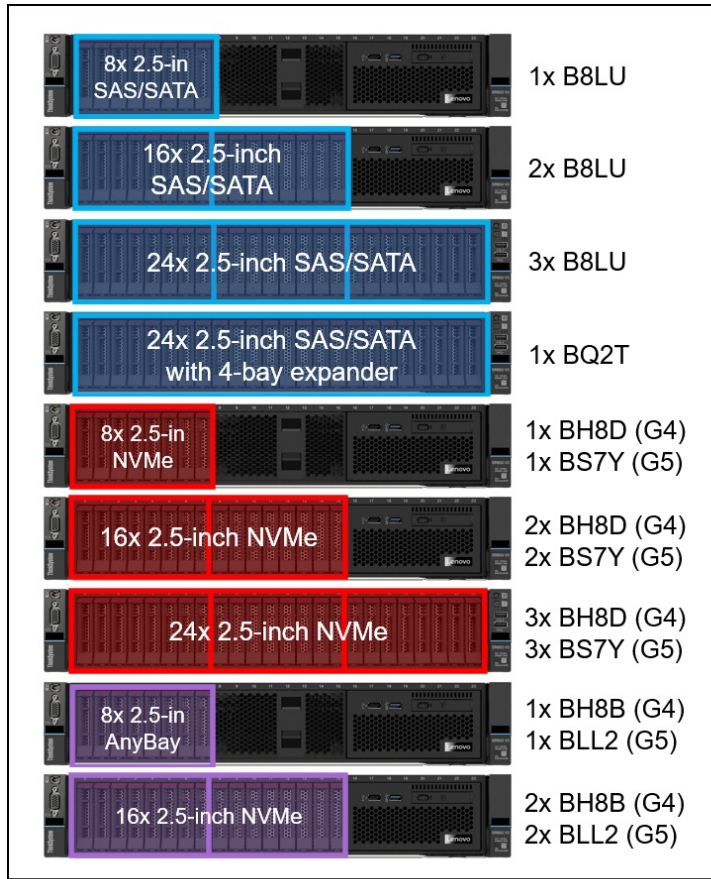 8x 2.5-in
SAS/SATA
1x B8LU
16x 2.5-inch
SAS/SATA
2x B8LU
24x 2.5-inch SAS/SATA
3x B8LU
24x 2.5-inch SAS/SATA
with 4-bay expander
1x BQ2T
8x 2.5-in
NVMe
1x BH8D (G4)
1x BS7Y (G5)
16x 2.5-inch NVMe
2x BH8D (G4)
2x BS7Y (G5)
24x 2.5-inch NVMe
3x BH8D (G4)
3x BS7Y (G5)
8x 2.5-in
AnyBay
1x BH8B (G4)
1x BLL2 (G5)
16x 2.5-inch NVMe
2x BH8B (G4)
2x BLL2 (G5)